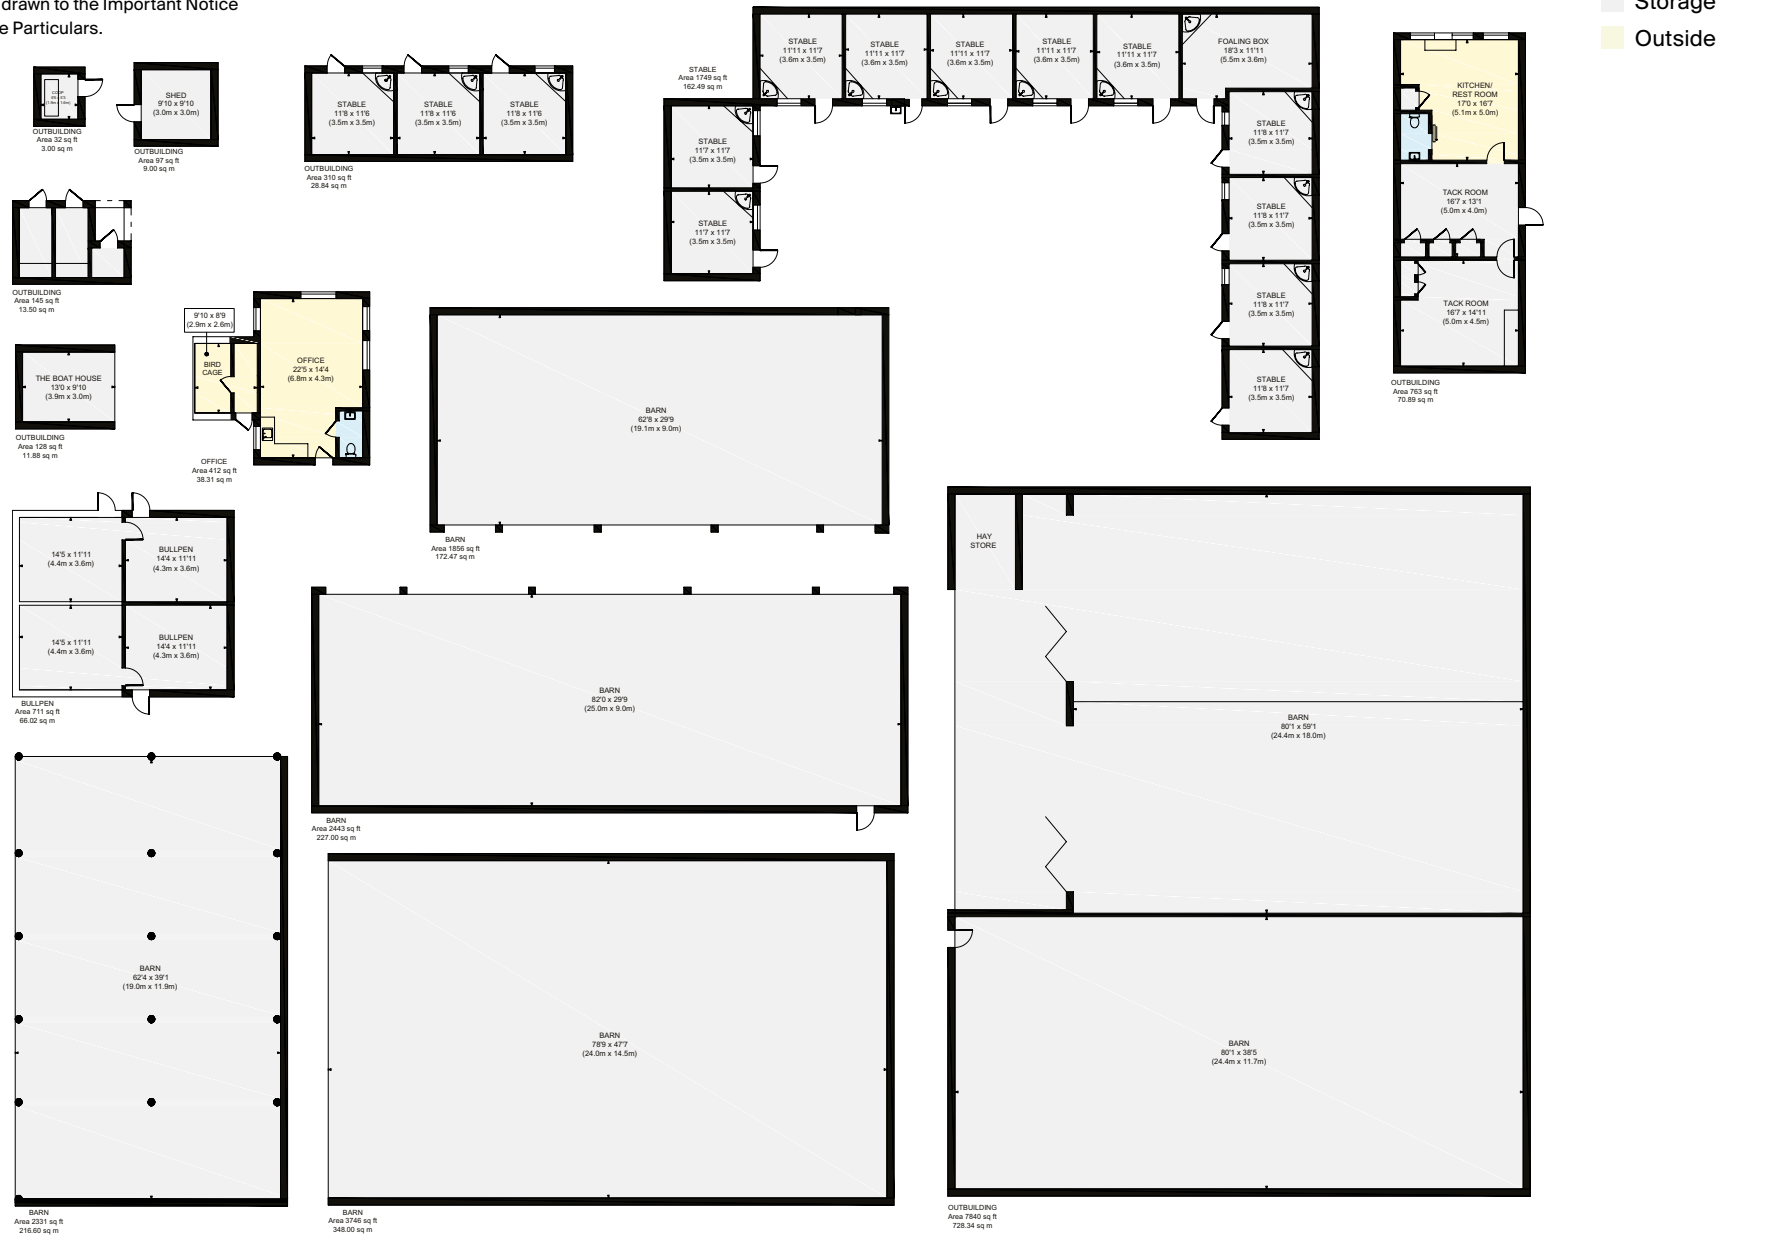 drawn to the Important Notice
e Particulars.
Storage
Outside
COOP
OUTBUILDING
Area 32 sq ft
3.00 sq m
SHED
9'10 x 9'10
(3.0m x 3.0m)
OUTBUILDING
Area 97 sq ft
9.00 sq m
STABLE
11'8 x 11'6
(3.5m x 3.5m)
STABLE
11'8 x 11'6
(3.5m x 3.5m)
STABLE
11'8 x 11'6
(3.5m x 3.5m)
OUTBUILDING
Area 310 sq ft
28.84 sq m
STABLE
Area 1749 sq ft
162.49 sq m
STABLE
11'11 x 11'7
(3.6m x 3.5m)
STABLE
11'11 x 11'7
(3.6m x 3.5m)
STABLE
11'11 x 11'7
(3.6m x 3.5m)
STABLE
11'11 x 11'7
(3.6m x 3.5m)
STABLE
11'11 x 11'7
(3.6m x 3.5m)
FOALING BOX
18'3 x 11'11
(5.5m x 3.6m)
STABLE
11'7 x 11'7
(3.5m x 3.5m)
STABLE
11'7 x 11'7
(3.5m x 3.5m)
STABLE
11'8 x 11'7
(3.5m x 3.5m)
STABLE
11'8 x 11'7
(3.5m x 3.5m)
STABLE
11'8 x 11'7
(3.5m x 3.5m)
STABLE
11'8 x 11'7
(3.5m x 3.5m)
KITCHEN/
REST ROOM
17'0 x 16'7
(5.1m x 5.0m)
TACK ROOM
16'7 x 13'1
(5.0m x 4.0m)
TACK ROOM
16'7 x 14'11
(5.0m x 4.5m)
OUTBUILDING
Area 763 sq ft
70.89 sq m
OUTBUILDING
Area 145 sq ft
13.50 sq m
THE BOAT HOUSE
13'0 x 9'10
(3.9m x 3.0m)
OUTBUILDING
Area 128 sq ft
11.88 sq m
9'10 x 8'9
(2.9m x 2.6m)
BIRD
CAGE
OFFICE
22'5 x 14'4
(6.8m x 4.3m)
OFFICE
Area 412 sq ft
38.31 sq m
BARN
62'8 x 29'9
(19.1m x 9.0m)
BARN
Area 1856 sq ft
172.47 sq m
14'5 x 11'11
(4.4m x 3.6m)
BULLPEN
14'4 x 11'11
(4.3m x 3.6m)
14'5 x 11'11
(4.4m x 3.6m)
BULLPEN
14'4 x 11'11
(4.3m x 3.6m)
BULLPEN
Area 711 sq ft
66.02 sq m
BARN
82'0 x 29'9
(25.0m x 9.0m)
BARN
Area 2443 sq ft
227.00 sq m
HAY
STORE
BARN
80'1 x 59'1
(24.4m x 18.0m)
BARN
80'1 x 38'5
(24.4m x 11.7m)
OUTBUILDING
Area 7840 sq ft
728.34 sq m
BARN
62'4 x 39'1
(19.0m x 11.9m)
BARN
Area 2331 sq ft
216.60 sq m
BARN
78'9 x 47'7
(24.0m x 14.5m)
BARN
Area 3746 sq ft
348.00 sq m